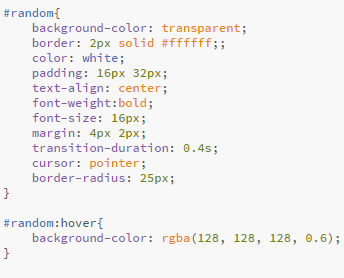 #random{
    background-color: transparent;
    border: 2px solid #ffffff;;
    color: white;
    padding: 16px 32px;
    text-align: center;
    font-weight:bold;
    font-size: 16px;
    margin: 4px 2px;
    transition-duration: 0.4s;
    cursor: pointer;
    border-radius: 25px;
}

#random:hover{
    background-color: rgba(128, 128, 128, 0.6);
}